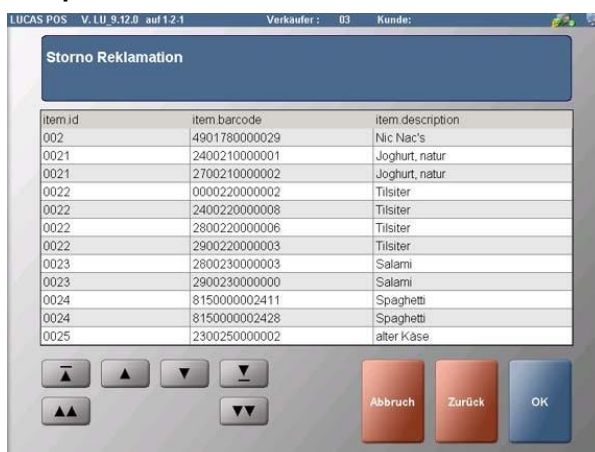 LUCAS POS V. LU_9.12.0 auf 1-2-1 Verkäufer : 03 Kunde:
Storno Reklamation
item.id item.barcode item.description
002 4901780000029 Nic Nac's
0021 2400210000001 Joghurt, natur
0021 2700210000002 Joghurt, natur
0022 0000220000002 Tilsiter
0022 2400220000008 Tilsiter
0022 2800220000006 Tilsiter
0022 2900220000003 Tilsiter
0023 2800230000003 Salami
0023 2900230000000 Salami
0024 8150000002411 Spaghetti
0024 8150000002428 Spaghetti
0025 2300250000002 alter Käse
Abbruch Zurück OK